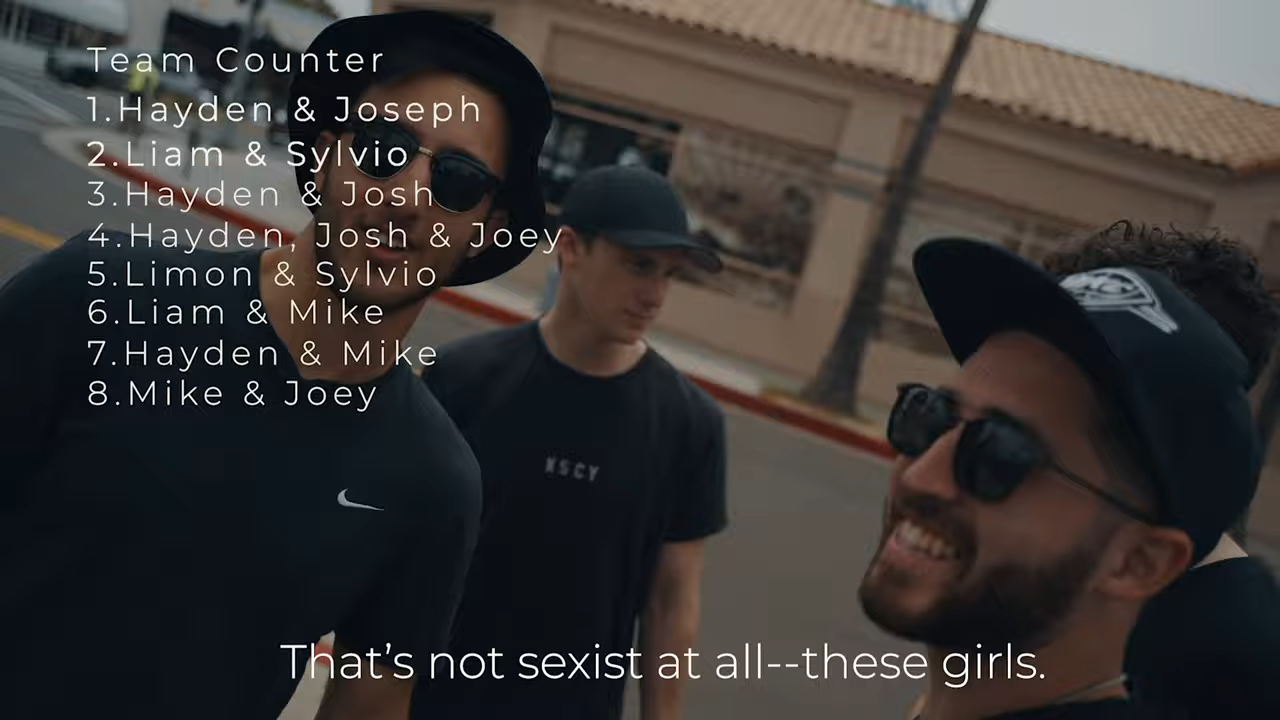 Team Counter
1.Hayden & Joseph
2.Liam & Sylvio
3.Hayden & Josh
4.Hayden, Josh & Joey
5.Limon & Sylvio
6.Liam & Mike
7.Hayden & Mike
8.Mike & Joey
KSCY
That’s not sexist at all--these girls.